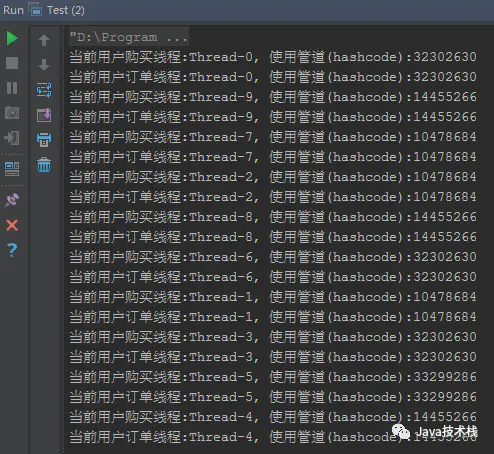 Run Test (2)
"D:\Program ...
当前用户购买线程:Thread-0, 使用管道(hashcode):32302630
当前用户订单线程:Thread-0, 使用管道(hashcode):32302630
当前用户购买线程:Thread-9, 使用管道(hashcode):14455266
当前用户订单线程:Thread-9, 使用管道(hashcode):14455266
当前用户购买线程:Thread-7, 使用管道(hashcode):10478684
当前用户订单线程:Thread-7, 使用管道(hashcode):10478684
当前用户购买线程:Thread-2, 使用管道(hashcode):10478684
当前用户订单线程:Thread-2, 使用管道(hashcode):10478684
当前用户购买线程:Thread-8, 使用管道(hashcode):14455266
当前用户订单线程:Thread-8, 使用管道(hashcode):14455266
当前用户购买线程:Thread-6, 使用管道(hashcode):32302630
当前用户订单线程:Thread-6, 使用管道(hashcode):32302630
当前用户购买线程:Thread-1, 使用管道(hashcode):10478684
当前用户订单线程:Thread-1, 使用管道(hashcode):10478684
当前用户购买线程:Thread-3, 使用管道(hashcode):32302630
当前用户订单线程:Thread-3, 使用管道(hashcode):32302630
当前用户购买线程:Thread-5, 使用管道(hashcode):33299286
当前用户订单线程:Thread-5, 使用管道(hashcode):33299286
当前用户购买线程:Thread-4, 使用管道(hashcode):14455266
当前用户订单线程:Thread-4, 使用管道(hashcode):14455266
Java技术栈